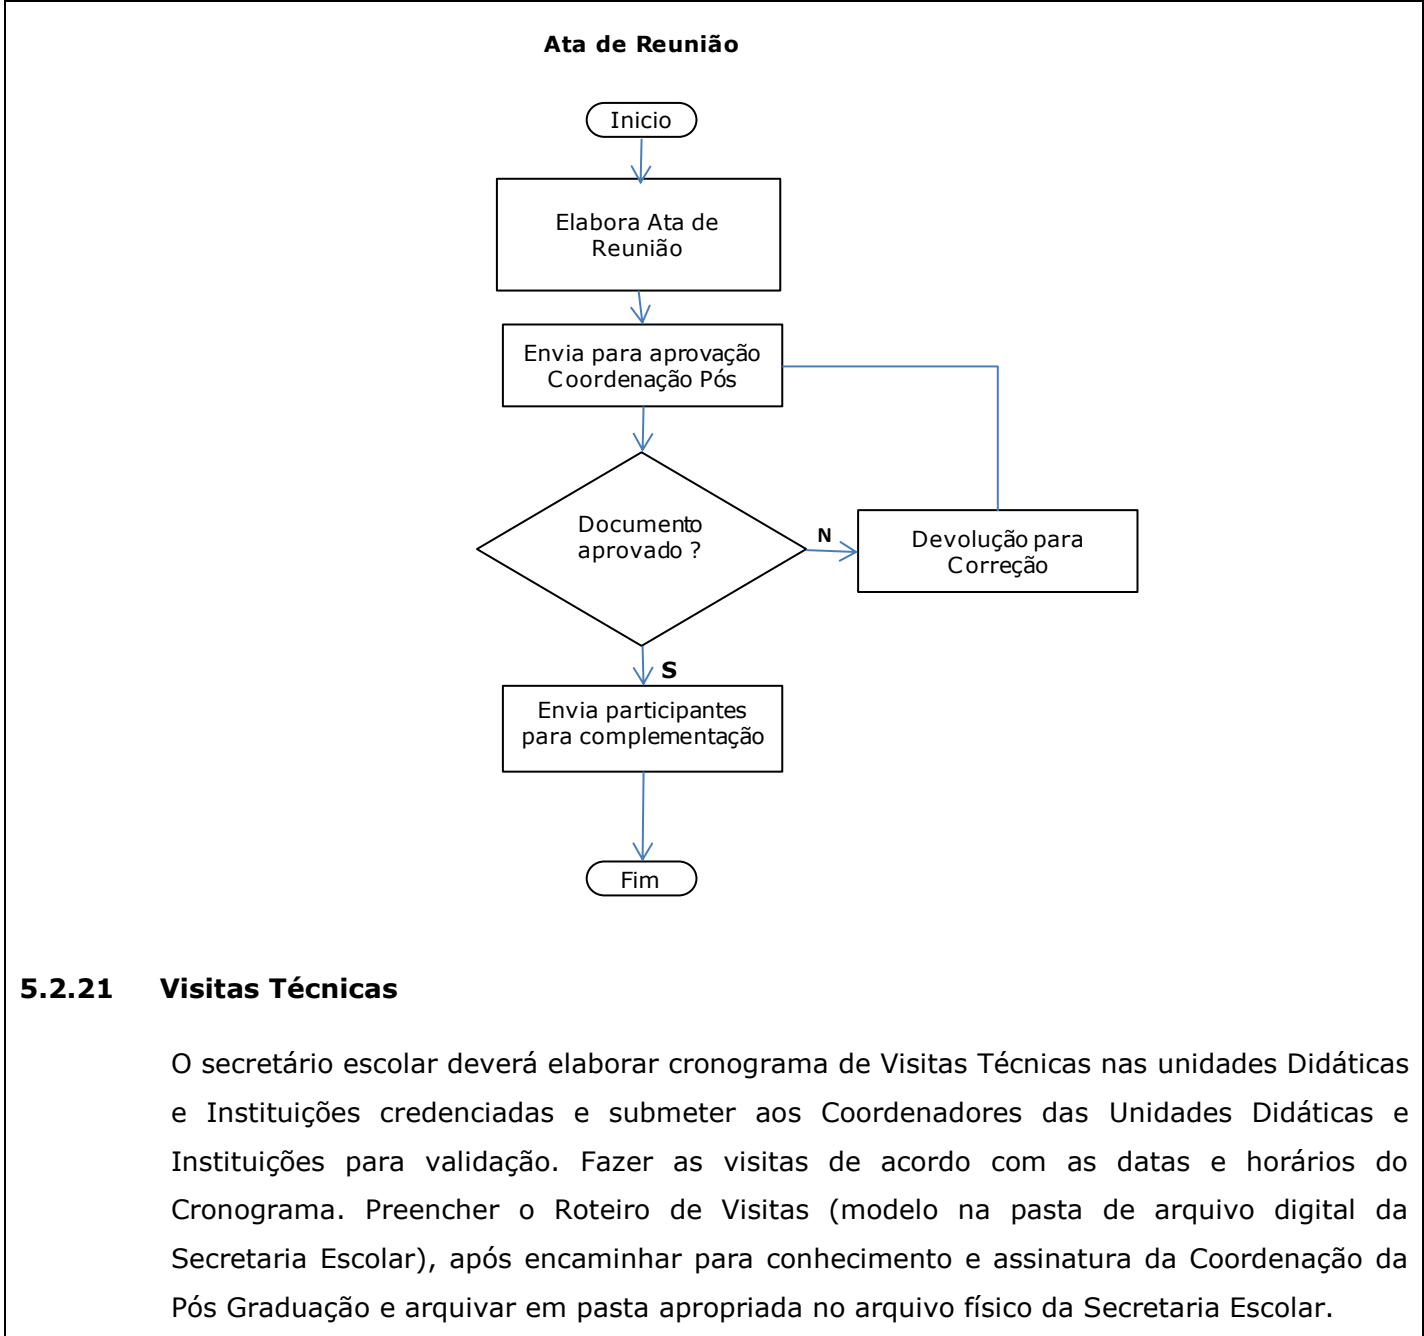 Ata de Reunião
Inicio
Elabora Ata de
Reunião
Envia para aprovação
Coordenação Pós
Documento
aprovado ?
N
Devolução para
Correção
S
Envia participantes
para complementação
Fim
5.2.21 Visitas Técnicas
O secretário escolar deverá elaborar cronograma de Visitas Técnicas nas unidades Didáticas
e Instituições credenciadas e submeter aos Coordenadores das Unidades Didáticas e
Instituições para validação. Fazer as visitas de acordo com as datas e horários do
Cronograma. Preencher o Roteiro de Visitas (modelo na pasta de arquivo digital da
Secretaria Escolar), após encaminhar para conhecimento e assinatura da Coordenação da
Pós Graduação e arquivar em pasta apropriada no arquivo físico da Secretaria Escolar.